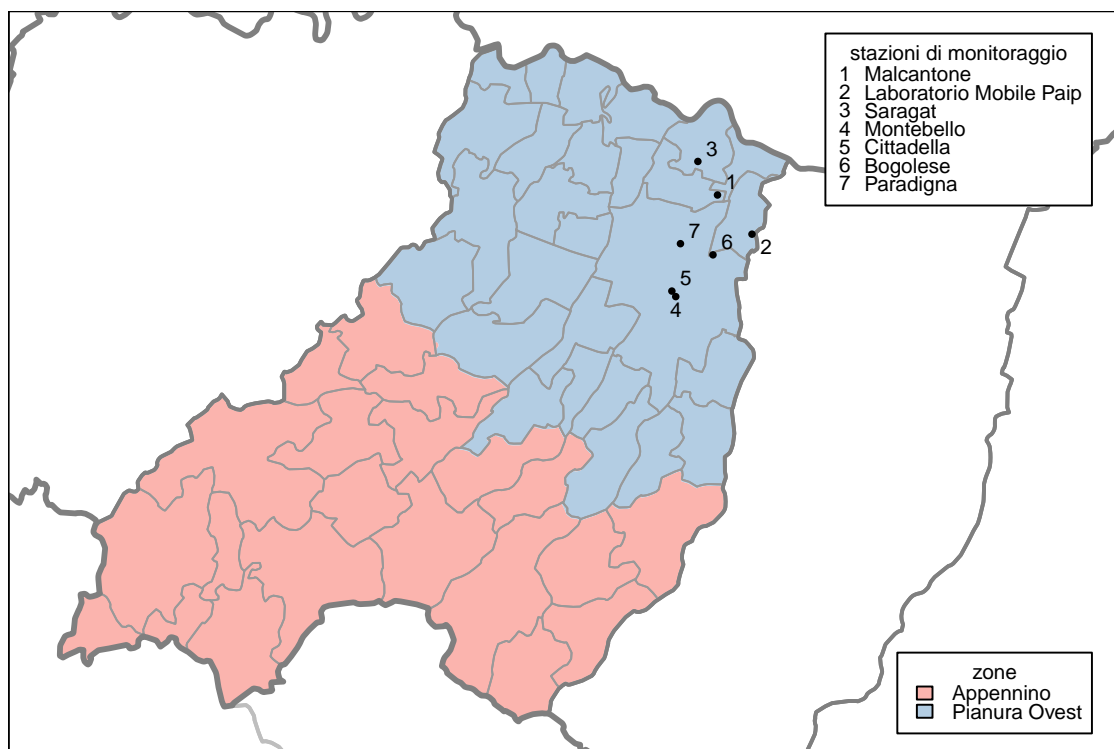 stazioni di monitoraggio
1 Malcantone
2 Laboratorio Mobile Paip
3 Saragat
4 Montebello
5 Cittadella
6 Bogolese
7 Paradigna
3
1
7
6
2
5
4
zone
Appennino
Pianura Ovest